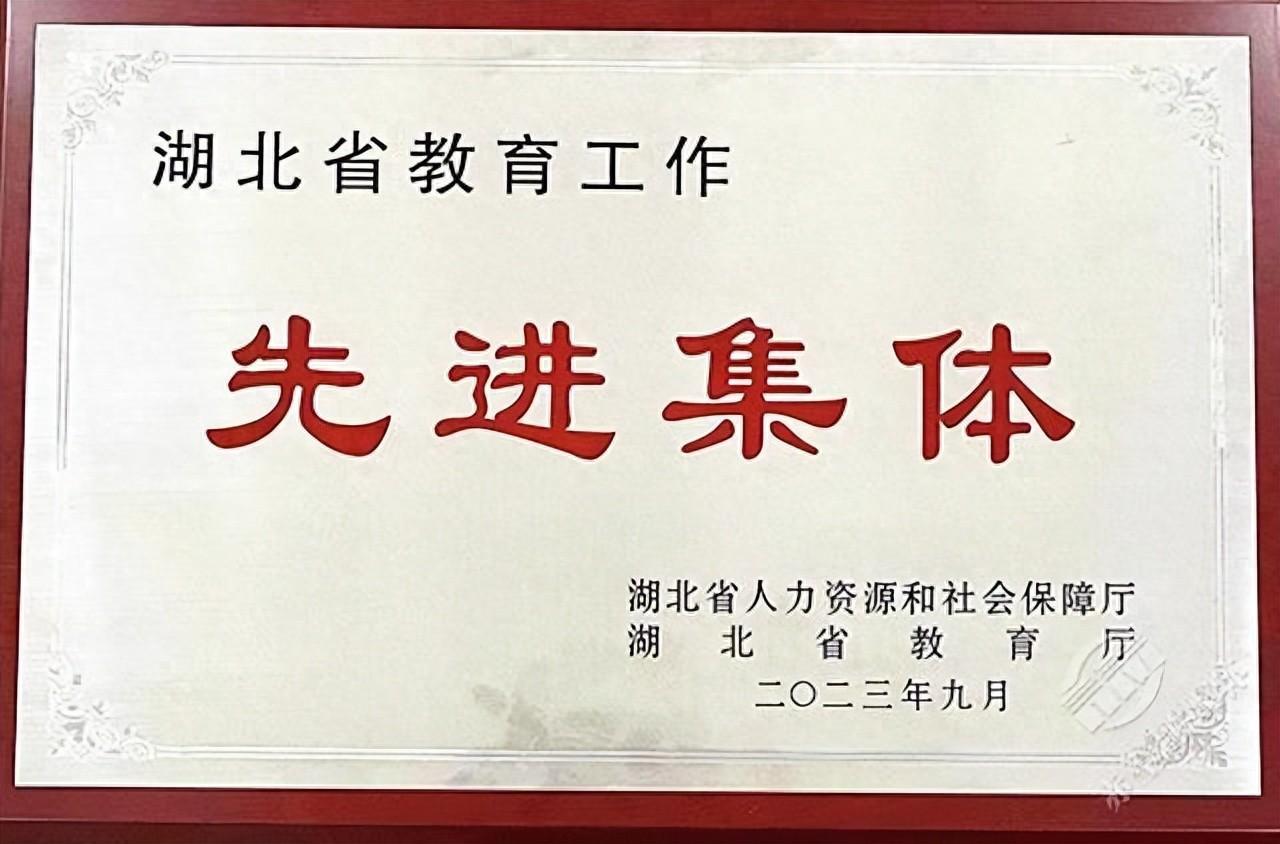 湖北省教育工作
先进集体
湖北省人力资源和社会保障厅
湖北省教育厅
二〇二三年九月